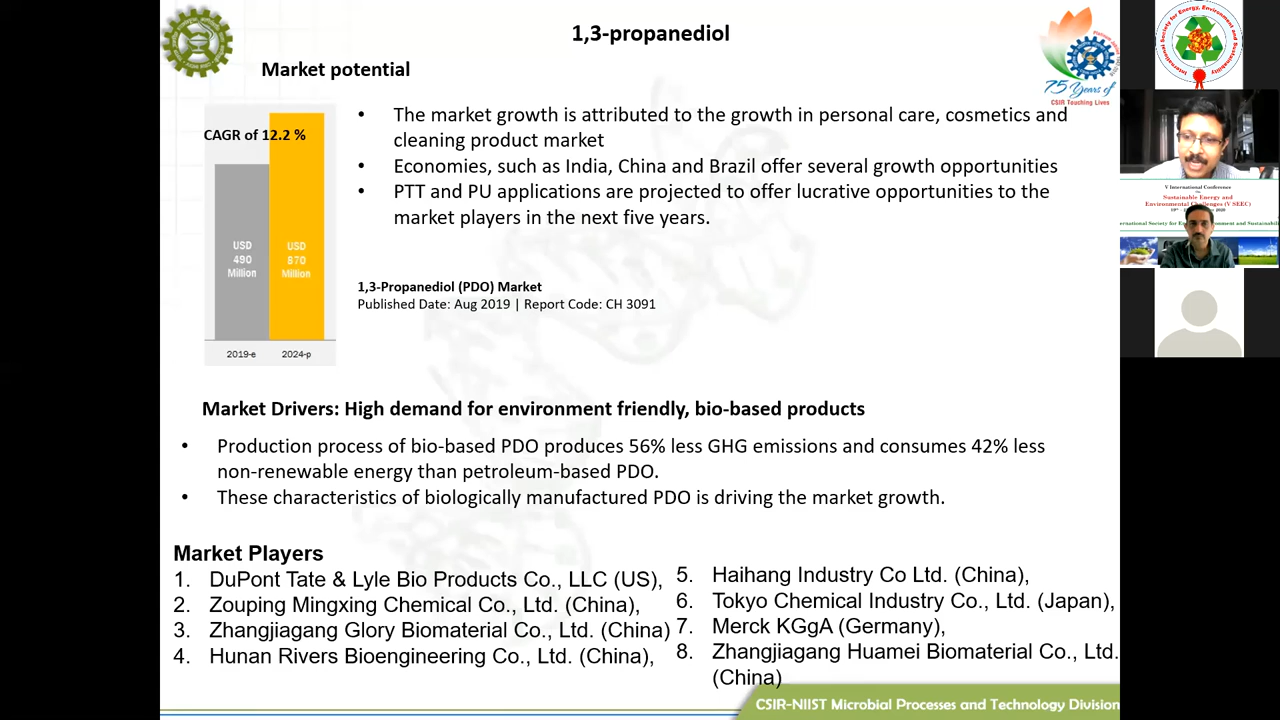 1,3-propanediol
Market potential
CAGR of 12.2 %
USD
490
Million
USD
870
Million
2019-e
2024-p
• The market growth is attributed to the growth in personal care, cosmetics and
cleaning product market
• Economies, such as India, China and Brazil offer several growth opportunities
• PTT and PU applications are projected to offer lucrative opportunities to the
market players in the next five years.
1,3-Propanediol (PDO) Market
Published Date: Aug 2019 | Report Code: CH 3091
Market Drivers: High demand for environment friendly, bio-based products
• Production process of bio-based PDO produces 56% less GHG emissions and consumes 42% less
non-renewable energy than petroleum-based PDO.
• These characteristics of biologically manufactured PDO is driving the market growth.
Market Players
1. DuPont Tate & Lyle Bio Products Co., LLC (US),
2. Zouping Mingxing Chemical Co., Ltd. (China),
3. Zhangjiagang Glory Biomaterial Co., Ltd. (China)
4. Hunan Rivers Bioengineering Co., Ltd. (China),
5. Haihang Industry Co Ltd. (China),
6. Tokyo Chemical Industry Co., Ltd. (Japan),
7. Merck KGgA (Germany),
8. Zhangjiagang Huamei Biomaterial Co., Ltd.
(China)
CSIR-NIIST Microbial Processes and Technology Division
75 Years of
CSIR Touching Lives
International Society for Energy, Environment and Sustainability
V International Conference
Sustainable Energy and
Environmental Challenges (V SEEC)